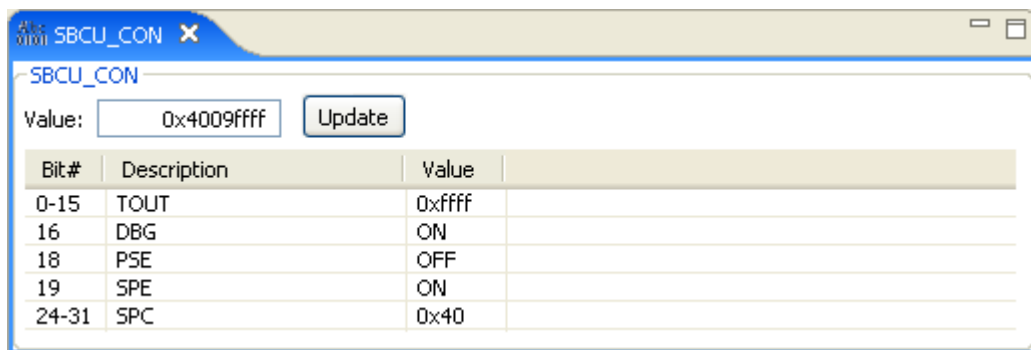 SBCU_CON
SBCU_CON
Value: 0x4009ffff Update
Bit# Description Value
0-15 TOUT 0xffff
16 DBG ON
18 PSE OFF
19 SPE ON
24-31 SPC 0x40